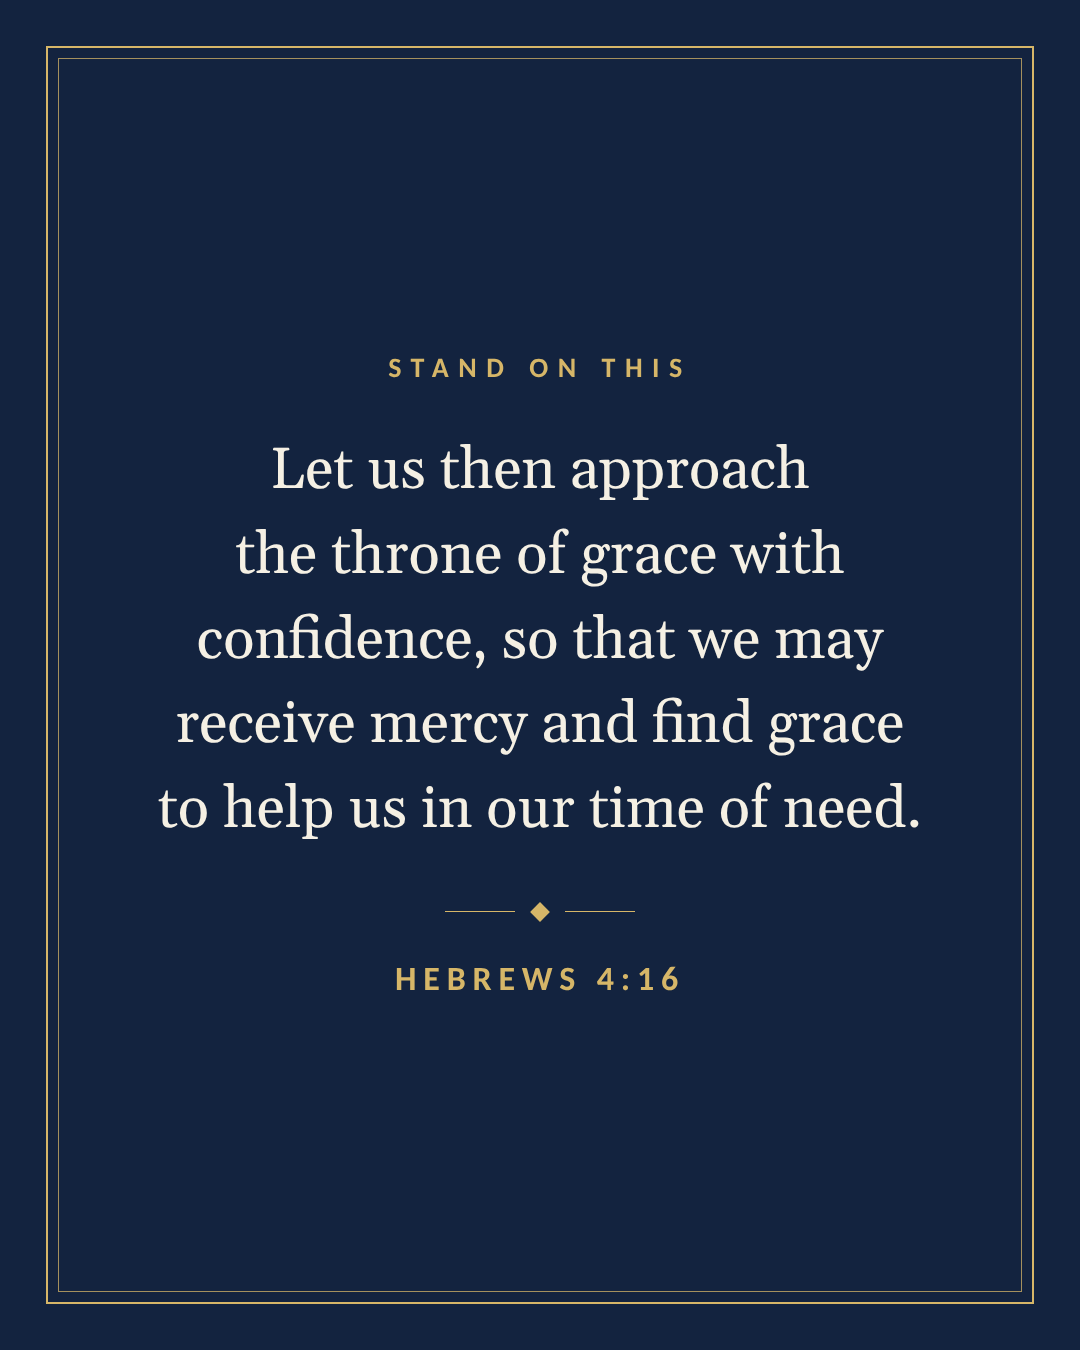 STAND ON THIS
Let us then approach
the throne of grace with
confidence, so that we may
receive mercy and find grace
to help us in our time of need.
HEBREWS 4:16